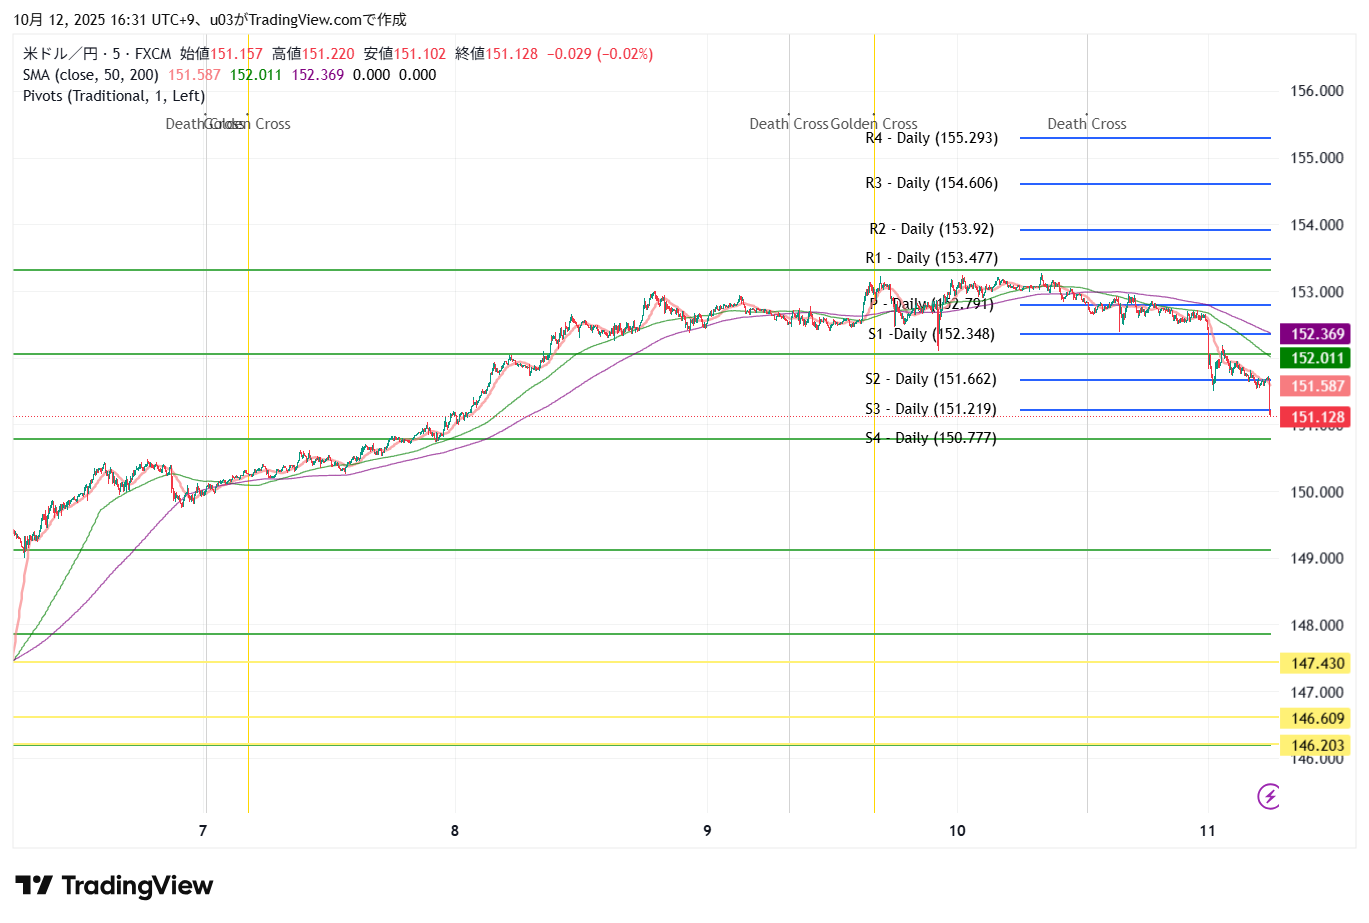 10月 12, 2025 16:31 UTC+9、u03がTradingView.comで作成
米ドル／円 · 5 · FXCM 始値151.157 高値151.220 安値151.102 終値151.128 −0.029 (−0.02%)
SMA (close, 50, 200) 151.587 152.011 152.369 0.000 0.000
Pivots (Traditional, 1, Left)
Death Cross
Golden Cross
Death Cross
Golden Cross
Death Cross
R4 - Daily (155.293)
R3 - Daily (154.606)
R2 - Daily (153.92)
R1 - Daily (153.477)
P - Daily (152.791)
S1 - Daily (152.348)
S2 - Daily (151.662)
S3 - Daily (151.219)
S4 - Daily (150.777)
156.000
155.000
154.000
153.000
152.369
152.011
151.587
151.128
151.000
150.000
149.000
148.000
147.430
147.000
146.609
146.203
146.000
7 8 9 10 11
TradingView